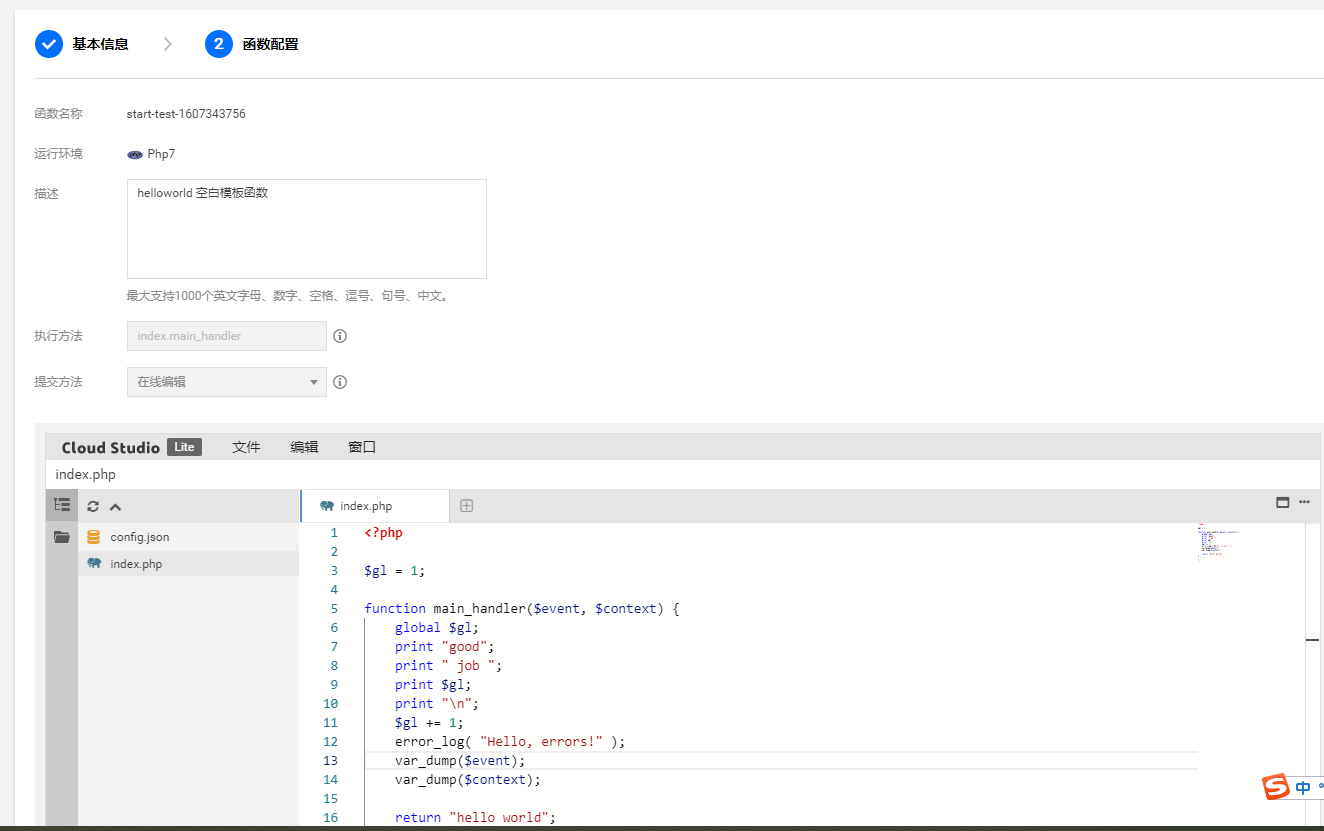 基本信息
2 函数配置
函数名称 start-test-1607343756
运行环境 Php7
描述 helloworld 空白模板函数
最大支持1000个英文字母、数字、空格、逗号、句号、中文。
执行方法 index.main_handler
提交方法 在线编辑
Cloud Studio Lite 文件 编辑 窗口
index.php
index.php
config.json
index.php
1 <?php
2
3 $gl = 1;
4
5 function main_handler($event, $context) {
6 global $gl;
7 print "good";
8 print " job ";
9 print $gl;
10 print "\n";
11 $gl += 1;
12 error_log( "Hello, errors!" );
13 var_dump($event);
14 var_dump($context);
15
16 return "hello world";
S 中